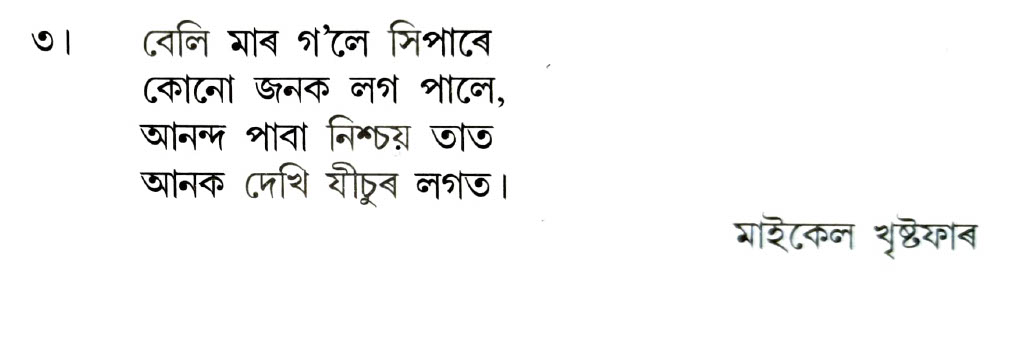 ৩। বেলি মাৰ গ'লে সিপাৰে
কোনো জনক লগ পালে,
আনন্দ পাবা নিশ্চয় তাত
আনক দেখি যীচুৰ লগত।
মাইকেল খৃষ্টফাৰ